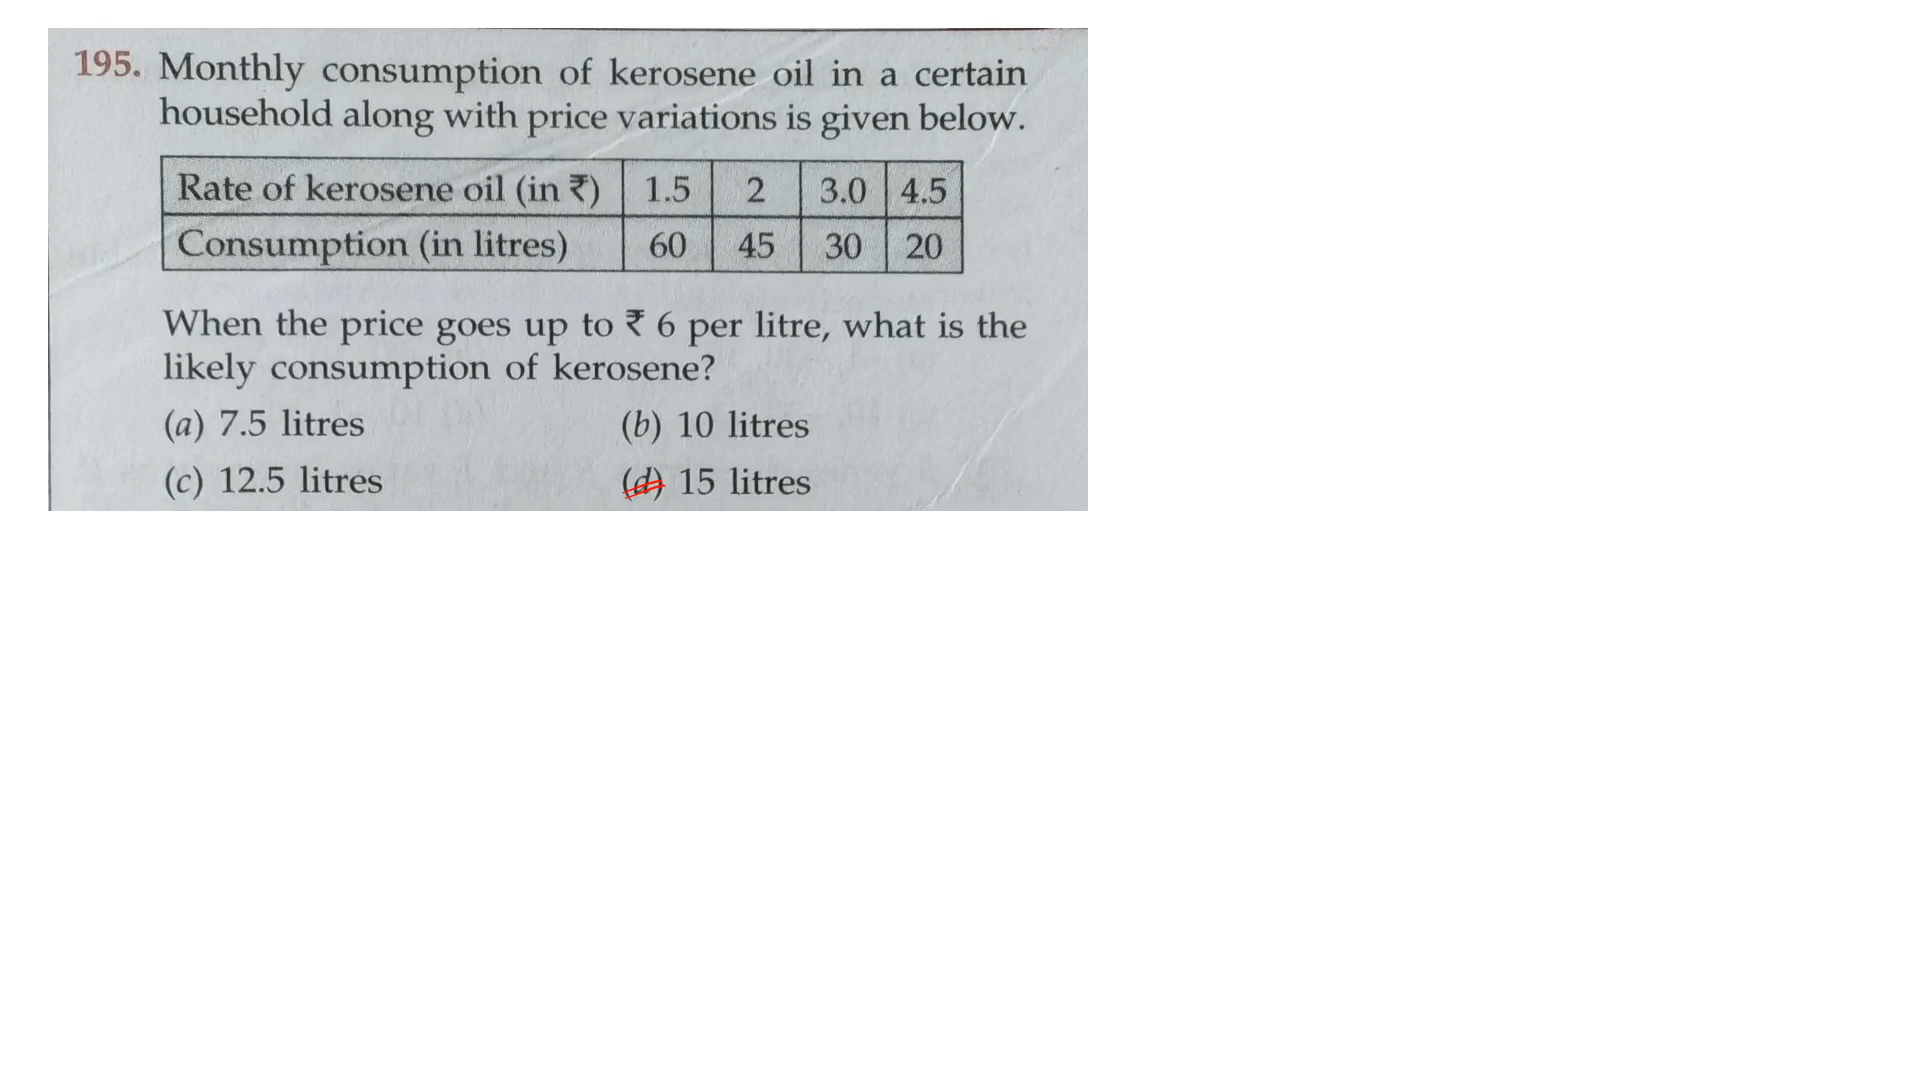 195. Monthly consumption of kerosene oil in a certain
household along with price variations is given below.
Rate of kerosene oil (in ₹) 1.5 2 3.0 4.5
Consumption (in litres) 60 45 30 20
When the price goes up to ₹ 6 per litre, what is the
likely consumption of kerosene?
(a) 7.5 litres (b) 10 litres
(c) 12.5 litres (d) 15 litres